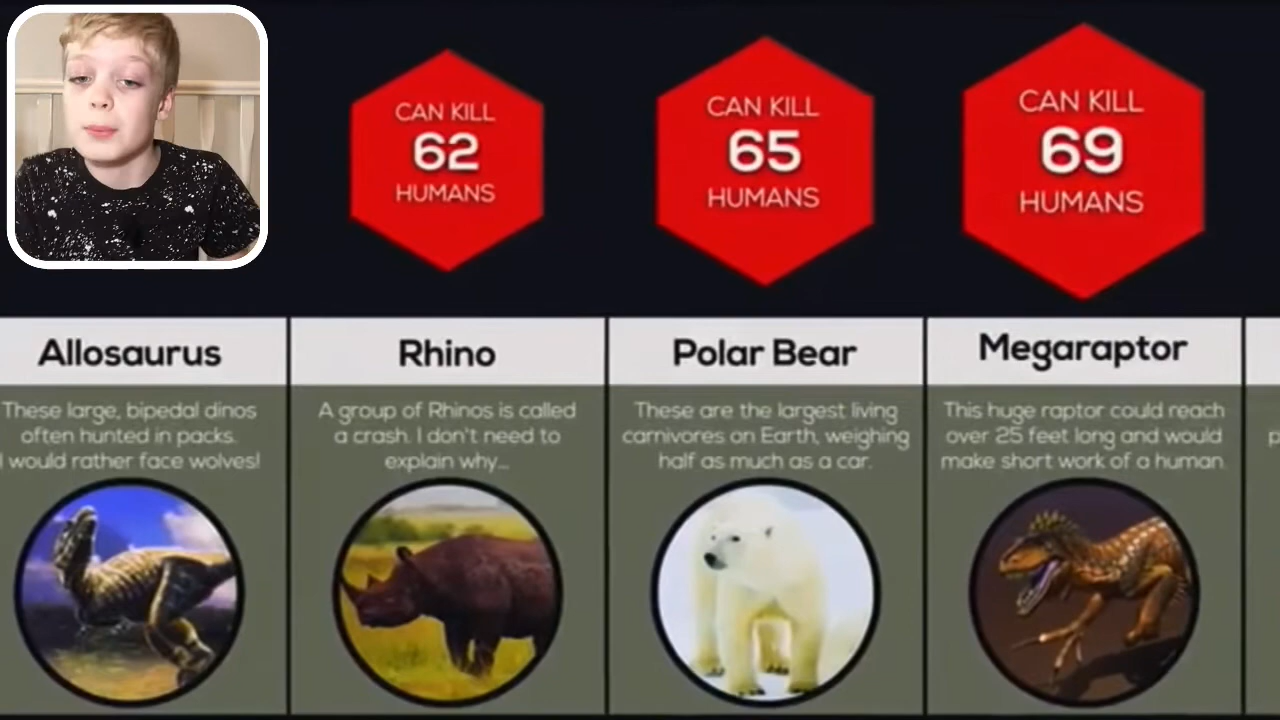 CAN KILL
62
HUMANS
CAN KILL
65
HUMANS
CAN KILL
69
HUMANS
Allosaurus
These large, bipedal dinos
often hunted in packs.
I would rather face wolves!
Rhino
A group of Rhinos is called
a crash. I don't need to
explain why...
Polar Bear
These are the largest living
carnivores on Earth, weighing
half as much as a car.
Megaraptor
This huge raptor could reach
over 25 feet long and would
make short work of a human.